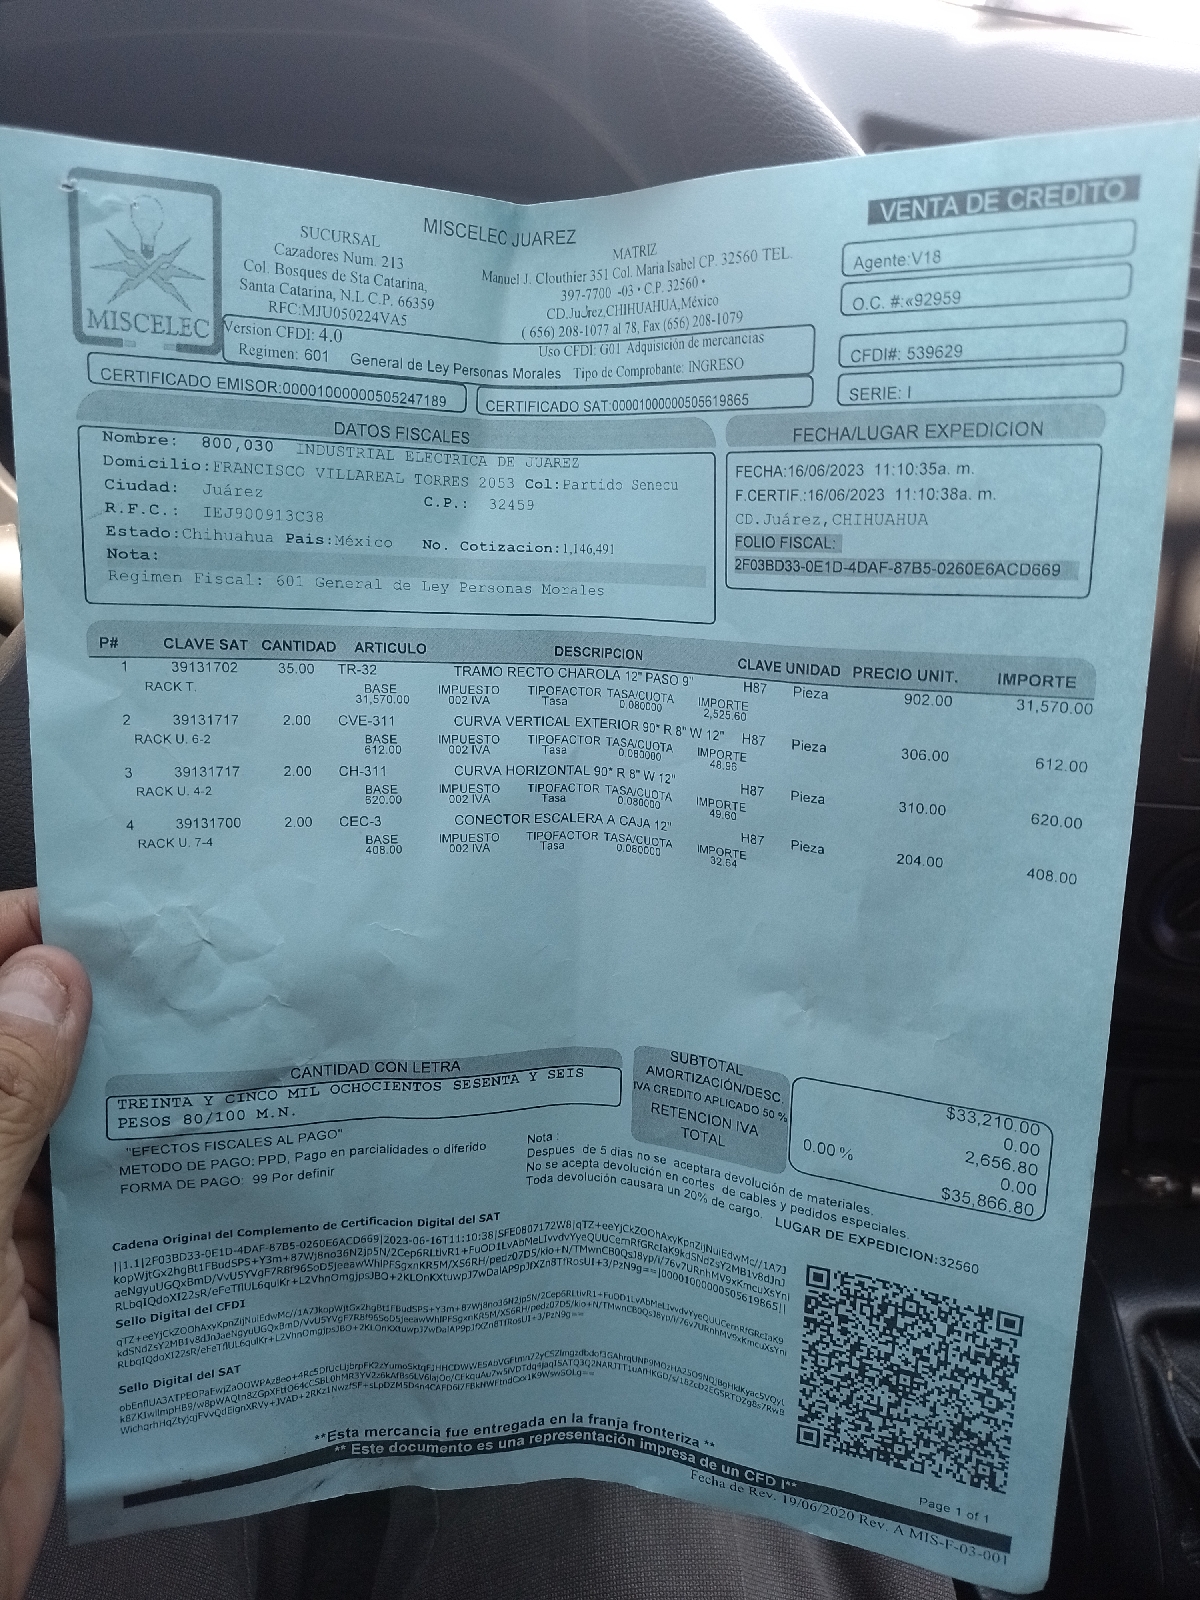 MISCELEC
MISCELEC JUAREZ
SUCURSAL
Cazadores Num. 213
Col. Bosques de Sta Catarina,
Santa Catarina, N.L C.P. 66359
RFC:MJU050224VA5
MATRIZ
Manuel J. Clouthier 351 Col. Maria Isabel CP. 32560 TEL.
397-7700 -03 • C.P. 32560 •
CD.Juárez,CHIHUAHUA,México
( 656) 208-1077 al 78, Fax (656) 208-1079
VENTA DE CREDITO
Agente:V18
O.C. #:«92959
CFDI#: 539629
SERIE: I
Version CFDI: 4.0
Uso CFDI: G01 Adquisición de mercancias
Regimen: 601 General de Ley Personas Morales Tipo de Comprobante: INGRESO
CERTIFICADO EMISOR:00001000000505247189
CERTIFICADO SAT:00001000000505619865
DATOS FISCALES
Nombre: 800,030 INDUSTRIAL ELECTRICA DE JUAREZ
Domicilio:FRANCISCO VILLAREAL TORRES 2053 Col:Partido Senecu
Ciudad: Juárez C.P.: 32459
R.F.C.: IEJ900913C38
Estado:Chihuahua Pais:México No. Cotizacion:1,146,491
Nota:
Regimen Fiscal: 601 General de Ley Personas Morales
FECHA/LUGAR EXPEDICION
FECHA:16/06/2023 11:10:35a. m.
F.CERTIF.:16/06/2023 11:10:38a. m.
CD.Juárez,CHIHUAHUA
FOLIO FISCAL:
2F03BD33-0E1D-4DAF-87B5-0260E6ACD669
P# CLAVE SAT CANTIDAD ARTICULO DESCRIPCION CLAVE UNIDAD PRECIO UNIT. IMPORTE
1 39131702 35.00 TR-32 TRAMO RECTO CHAROLA 12" PASO 9" H87 Pieza 902.00 31,570.00
RACK T. BASE IMPUESTO TIPOFACTOR TASA/CUOTA IMPORTE
31,570.00 002 IVA Tasa 0.080000 2,525.60
2 39131717 2.00 CVE-311 CURVA VERTICAL EXTERIOR 90* R 8" W 12" H87 Pieza 306.00 612.00
RACK U. 6-2 BASE IMPUESTO TIPOFACTOR TASA/CUOTA IMPORTE
612.00 002 IVA Tasa 0.080000 48.96
3 39131717 2.00 CH-311 CURVA HORIZONTAL 90* R 8" W 12" H87 Pieza 310.00 620.00
RACK U. 4-2 BASE IMPUESTO TIPOFACTOR TASA/CUOTA IMPORTE
620.00 002 IVA Tasa 0.080000 49.60
4 39131700 2.00 CEC-3 CONECTOR ESCALERA A CAJA 12" H87 Pieza 204.00 408.00
RACK U. 7-4 BASE IMPUESTO TIPOFACTOR TASA/CUOTA IMPORTE
408.00 002 IVA Tasa 0.080000 32.64
CANTIDAD CON LETRA
TREINTA Y CINCO MIL OCHOCIENTOS SESENTA Y SEIS
PESOS 80/100 M.N.
SUBTOTAL $33,210.00
AMORTIZACIÓN/DESC. 0.00
IVA CREDITO APLICADO 50 % 2,656.80
RETENCION IVA 0.00 % 0.00
TOTAL $35,866.80
"EFECTOS FISCALES AL PAGO"
METODO DE PAGO: PPD, Pago en parcialidades o diferido
FORMA DE PAGO: 99 Por definir
Nota :
Despues de 5 dias no se aceptara devolución de materiales.
No se acepta devolución en cortes de cables y pedidos especiales.
Toda devolución causara un 20% de cargo.
LUGAR DE EXPEDICION:32560
Cadena Original del Complemento de Certificacion Digital del SAT
Sello Digital del CFDI
Sello Digital del SAT
**Esta mercancía fue entregada en la franja fronteriza **
** Este documento es una representación impresa de un CFD I**
Page 1 of 1
Fecha de Rev. 19/06/2020 Rev. A MIS-F-03-001